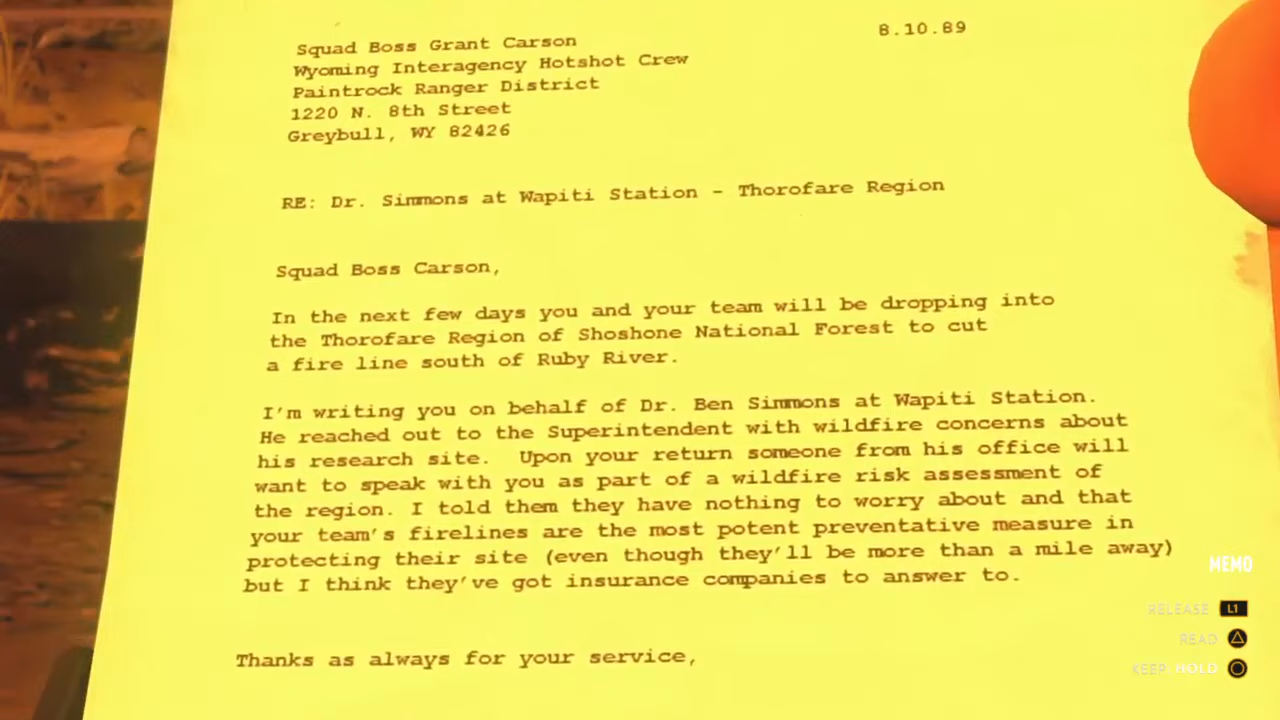 8.10.89
Squad Boss Grant Carson
Wyoming Interagency Hotshot Crew
Paintrock Ranger District
1220 N. 8th Street
Greybull, WY 82426
RE: Dr. Simmons at Wapiti Station - Thorofare Region
Squad Boss Carson,
In the next few days you and your team will be dropping into
the Thorofare Region of Shoshone National Forest to cut
a fire line south of Ruby River.
I'm writing you on behalf of Dr. Ben Simmons at Wapiti Station.
He reached out to the Superintendent with wildfire concerns about
his research site.  Upon your return someone from his office will
want to speak with you as part of a wildfire risk assessment of
the region. I told them they have nothing to worry about and that
your team's firelines are the most potent preventative measure in
protecting their site (even though they'll be more than a mile away)
but I think they've got insurance companies to answer to.
Thanks as always for your service,
MEMO
RELEASE L1
READ
KEEP: HOLD